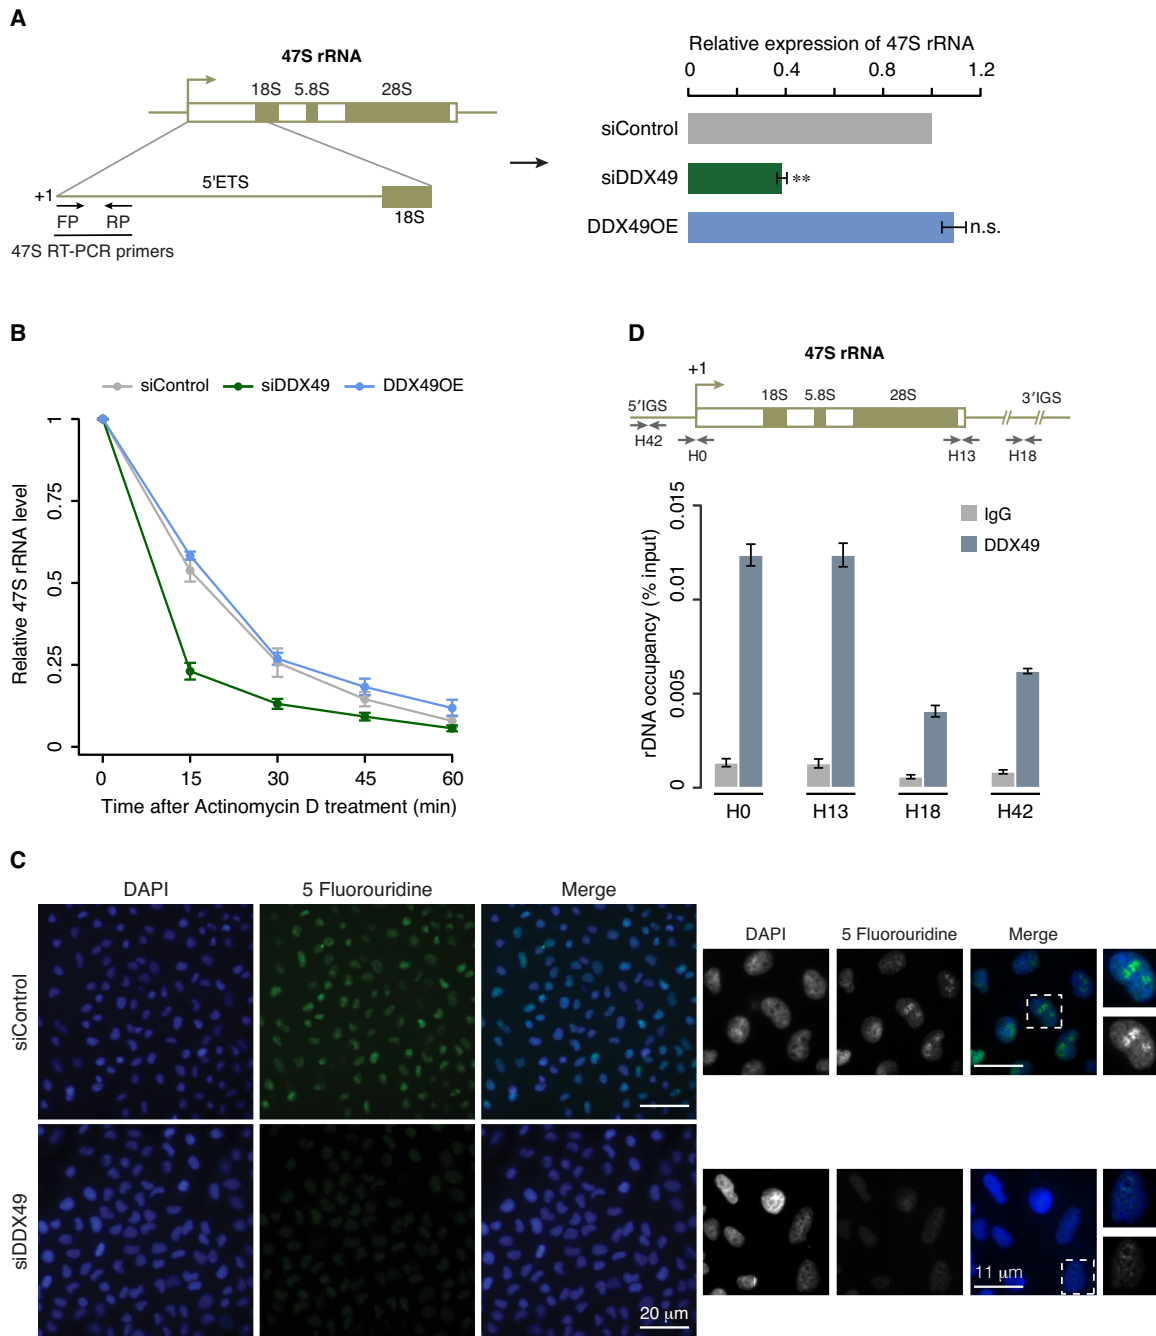 A
47S rRNA
18S 5.8S 28S
+1
5'ETS
18S
FP RP
47S RT-PCR primers
Relative expression of 47S rRNA
0 0.4 0.8 1.2
siControl
siDDX49 **
DDX49OE n.s.
B
siControl siDDX49 DDX49OE
Relative 47S rRNA level
1
0.75
0.5
0.25
0
0 15 30 45 60
Time after Actinomycin D treatment (min)
D
47S rRNA
+1
18S 5.8S 28S
5′IGS 3′IGS
H42 H0 H13 H18
rDNA occupancy (% input)
0.015
0.01
0.005
0
IgG
DDX49
H0 H13 H18 H42
C
DAPI 5 Fluorouridine Merge
siControl
siDDX49
20 μm
DAPI 5 Fluorouridine Merge
11 μm